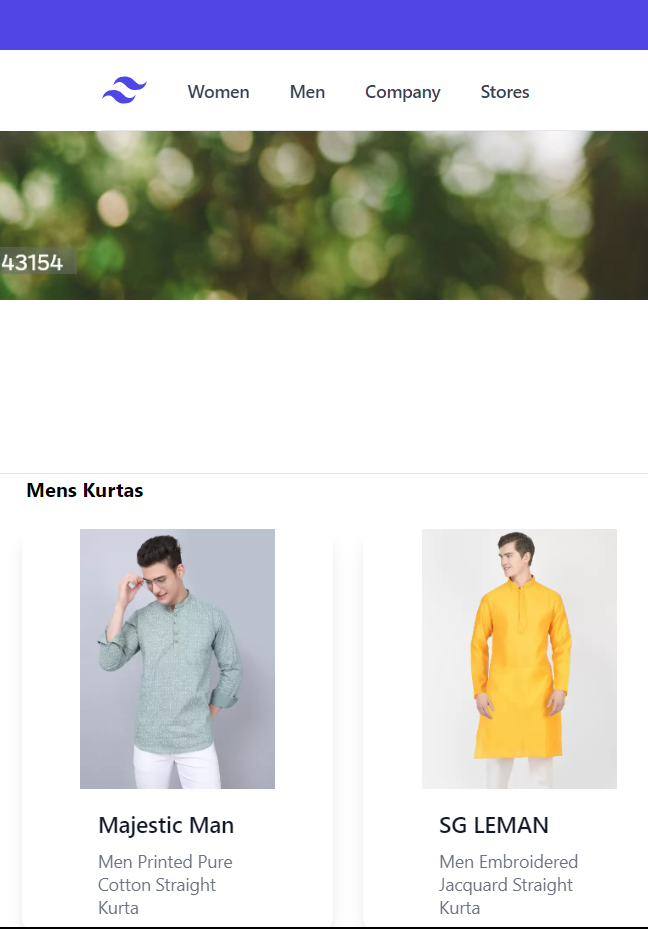 Women Men Company Stores
43154
Mens Kurtas
Majestic Man
Men Printed Pure
Cotton Straight
Kurta
SG LEMAN
Men Embroidered
Jacquard Straight
Kurta